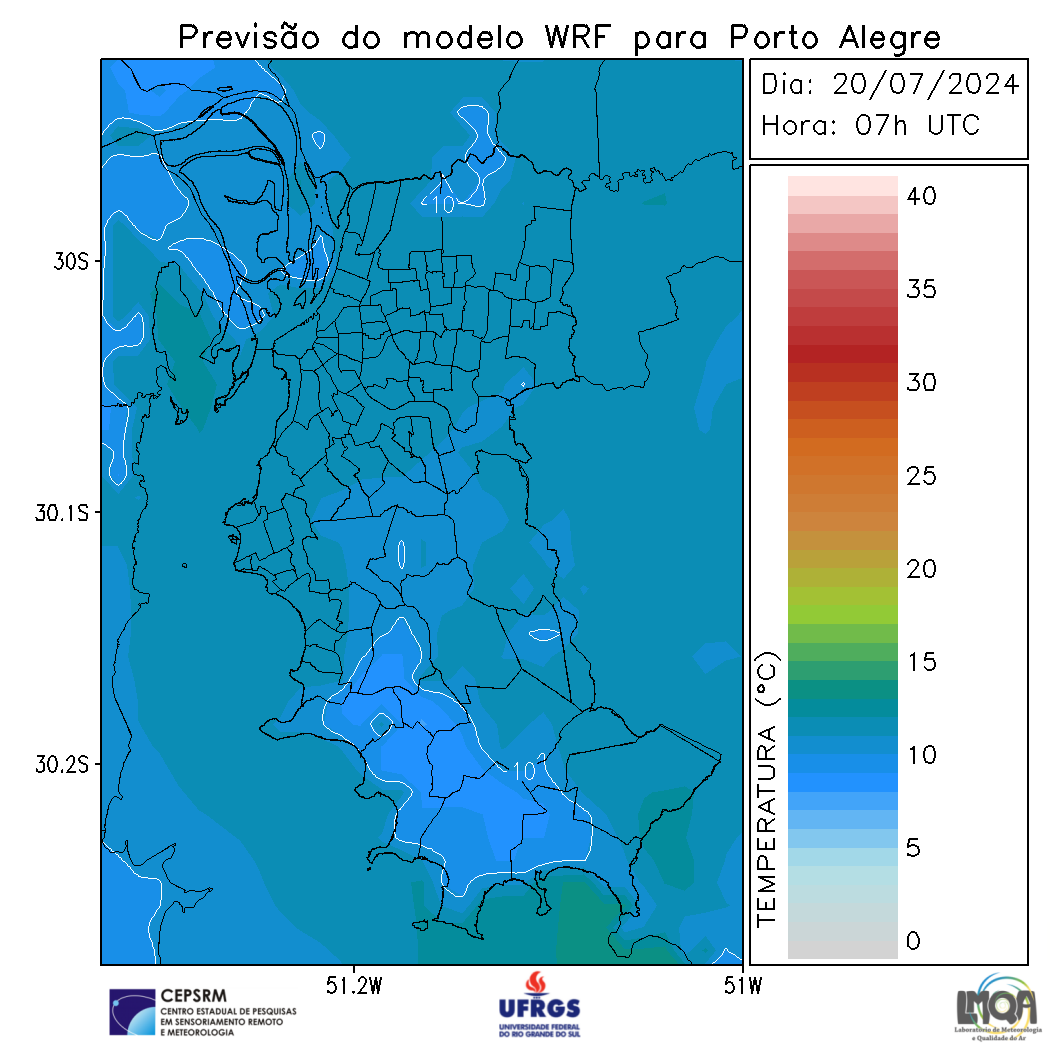 Previsão do modelo WRF para Porto Alegre
Dia: 20/07/2024
Hora: 07h UTC
30S
30.1S
30.2S
51.2W
51W
10
10
TEMPERATURA (°C)
40
35
30
25
20
15
10
5
0
CEPSRM
CENTRO ESTADUAL DE PESQUISAS
EM SENSORIAMENTO REMOTO
E METEOROLOGIA
UFRGS
UNIVERSIDADE FEDERAL
DO RIO GRANDE DO SUL
LMQA
Laboratório de Meteorologia
e Qualidade do Ar